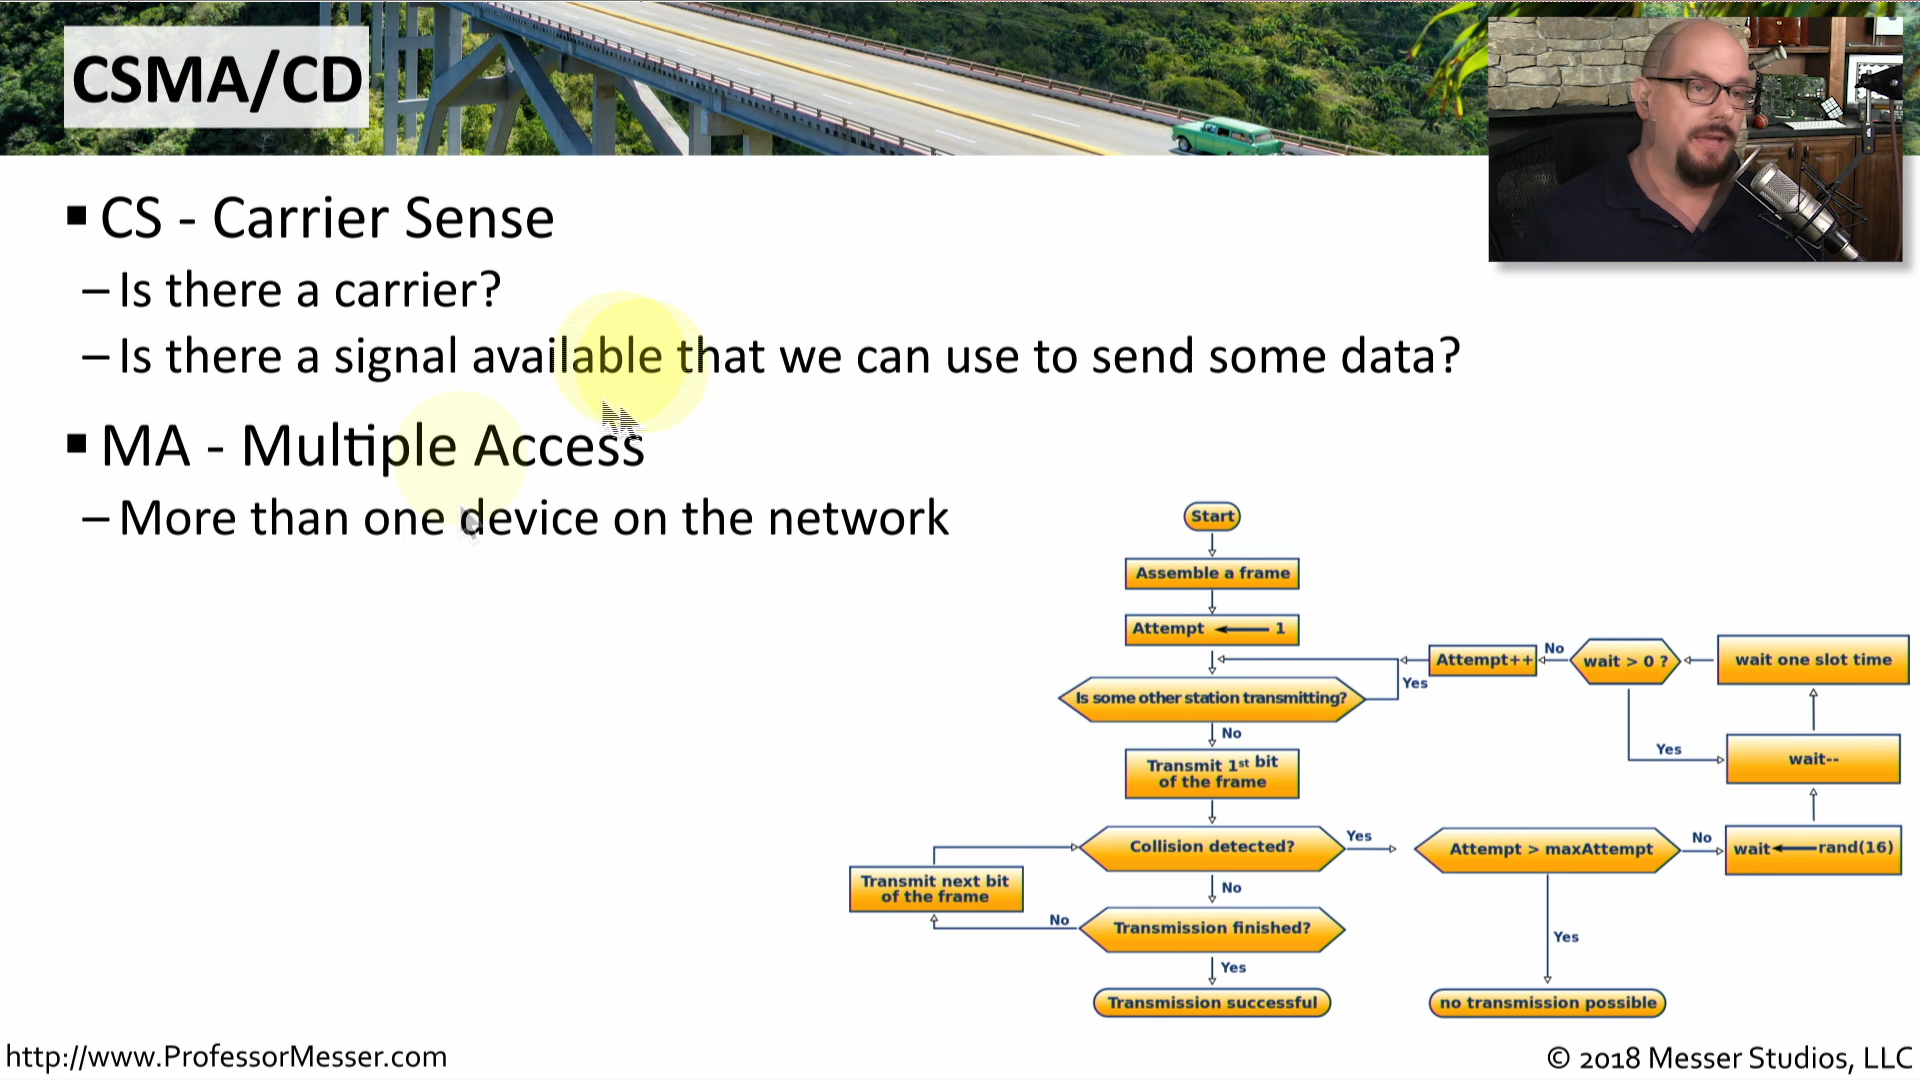 CSMA/CD
▪ CS - Carrier Sense
– Is there a carrier?
– Is there a signal available that we can use to send some data?
▪ MA - Multiple Access
– More than one device on the network
Start
Assemble a frame
Attempt ← 1
Is some other station transmitting?
Yes
Attempt++
No
wait > 0 ?
wait one slot time
No
Yes
wait--
Transmit 1st bit
of the frame
Collision detected?
Yes
Attempt > maxAttempt
No
wait←rand(16)
Transmit next bit
of the frame
No
No
Transmission finished?
Yes
Yes
Transmission successful
no transmission possible
http://www.ProfessorMesser.com
© 2018 Messer Studios, LLC